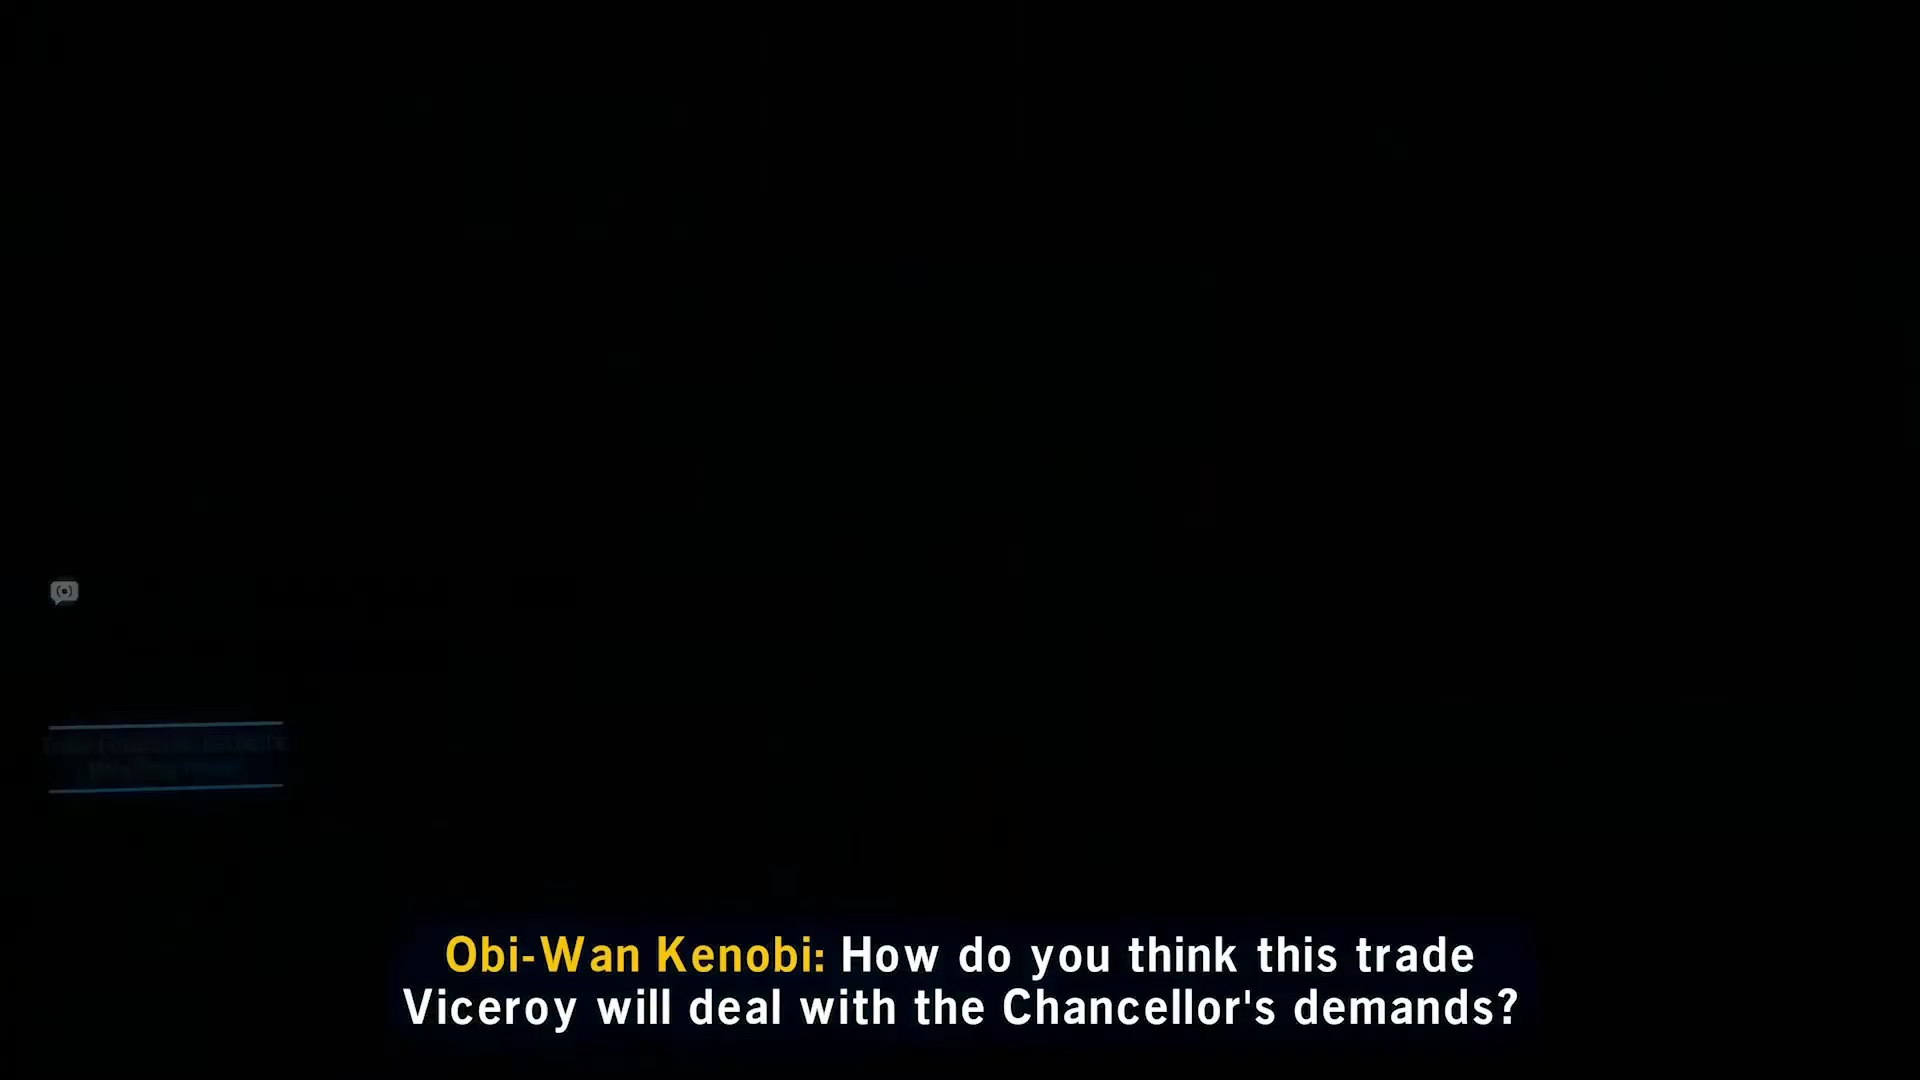 Obi-Wan Kenobi: How do you think this trade
Viceroy will deal with the Chancellor's demands?